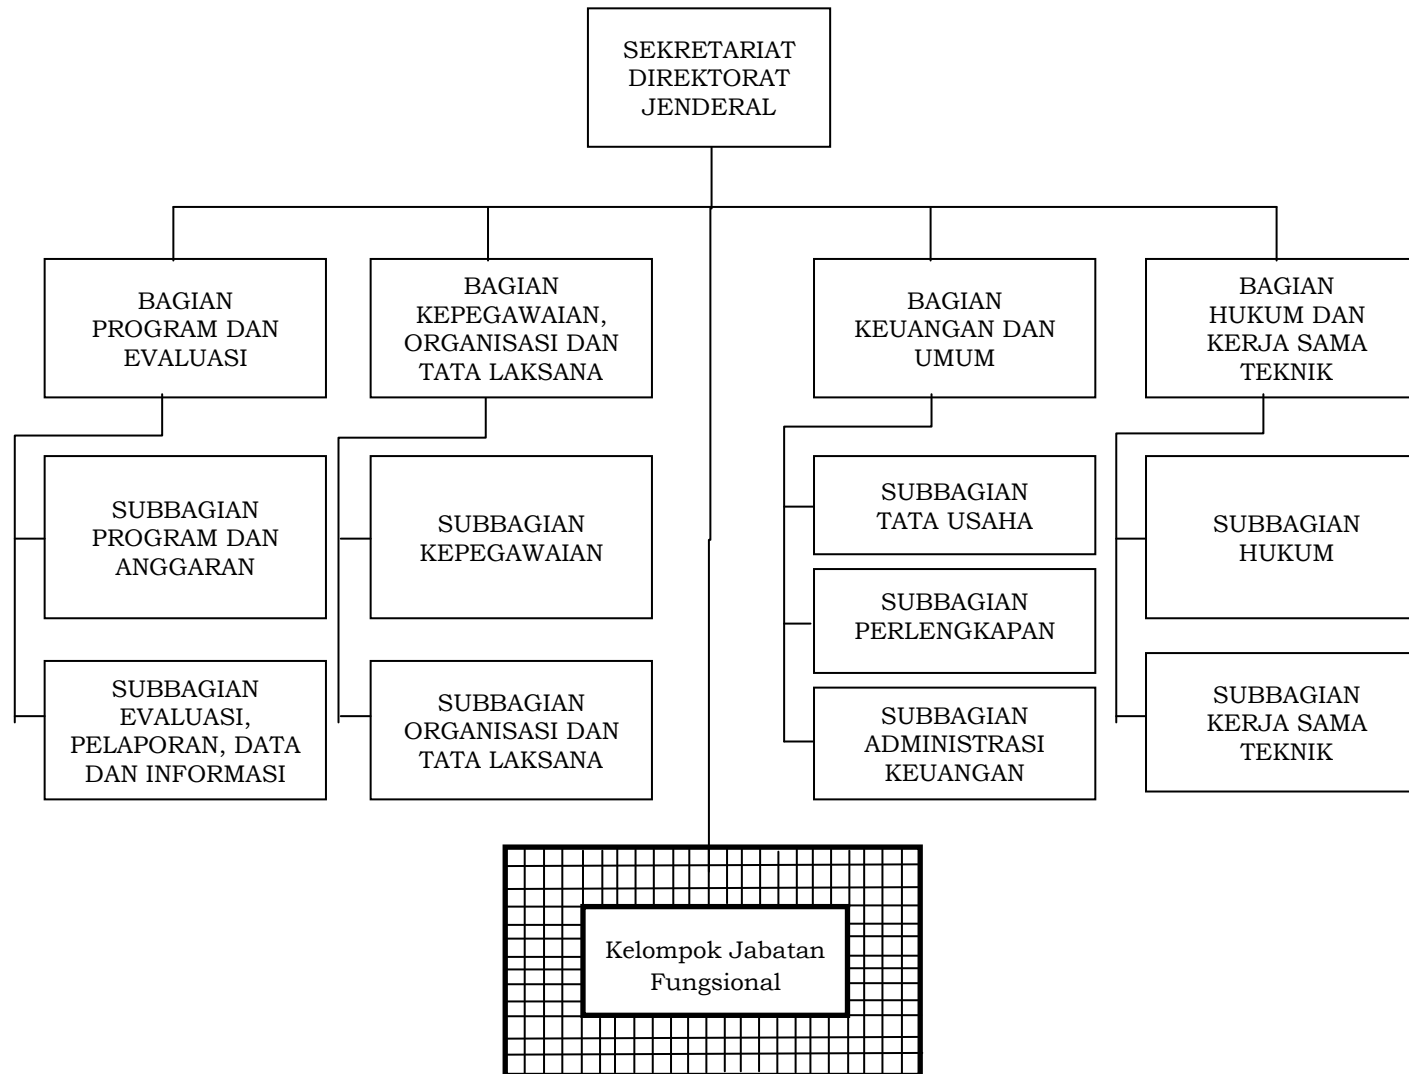 SEKRETARIAT
DIREKTORAT
JENDERAL
BAGIAN
PROGRAM DAN
EVALUASI
BAGIAN
KEPEGAWAIAN,
ORGANISASI DAN
TATA LAKSANA
BAGIAN
KEUANGAN DAN
UMUM
BAGIAN
HUKUM DAN
KERJA SAMA
TEKNIK
SUBBAGIAN
PROGRAM DAN
ANGGARAN
SUBBAGIAN
KEPEGAWAIAN
SUBBAGIAN
TATA USAHA
SUBBAGIAN
HUKUM
SUBBAGIAN
PERLENGKAPAN
SUBBAGIAN
EVALUASI,
PELAPORAN, DATA
DAN INFORMASI
SUBBAGIAN
ORGANISASI DAN
TATA LAKSANA
SUBBAGIAN
ADMINISTRASI
KEUANGAN
SUBBAGIAN
KERJA SAMA
TEKNIK
Kelompok Jabatan
Fungsional